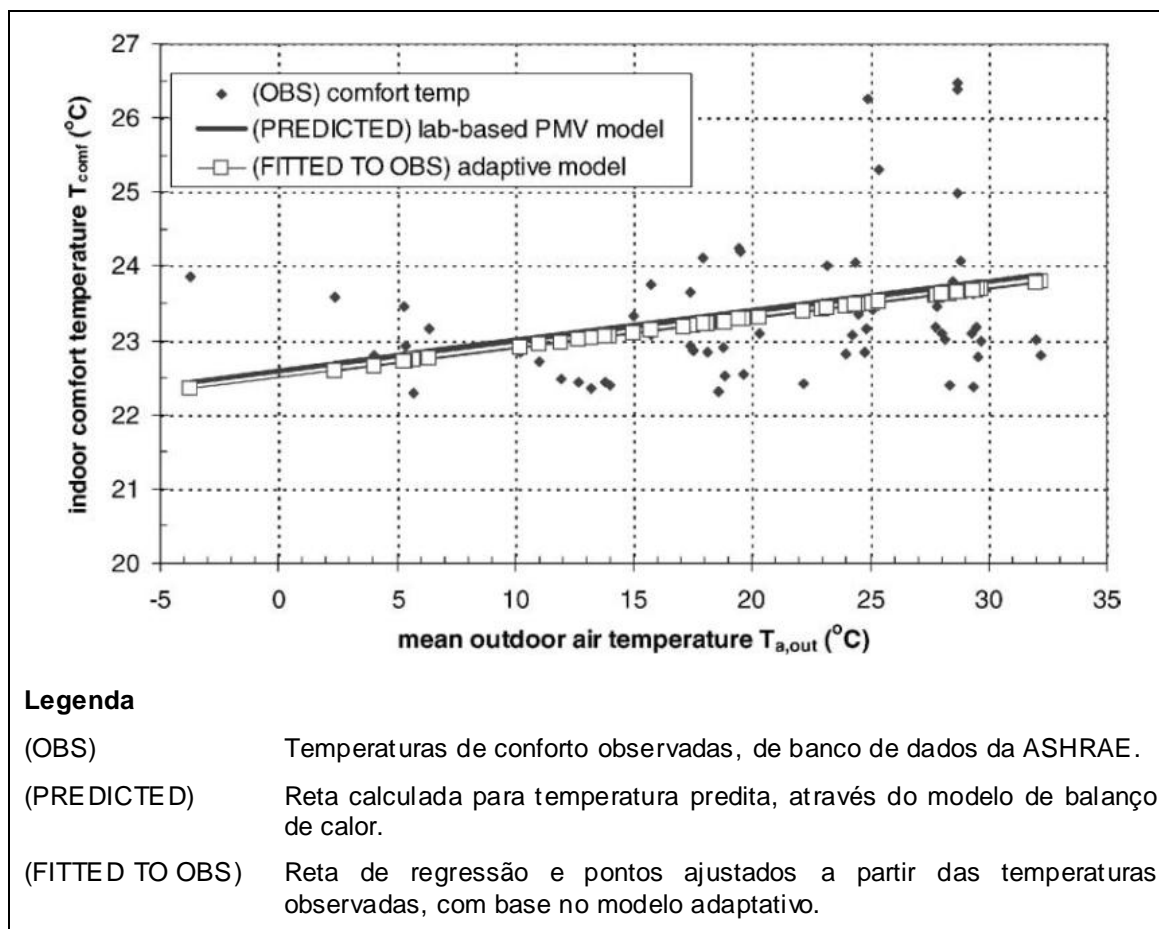 27
26
25
24
23
22
21
20
indoor comfort temperature Tcomf (°C)
(OBS) comfort temp
(PREDICTED) lab-based PMV model
(FITTED TO OBS) adaptive model
-5 0 5 10 15 20 25 30 35
mean outdoor air temperature Ta,out (°C)
Legenda
(OBS) Temperaturas de conforto observadas, de banco de dados da ASHRAE.
(PREDICTED) Reta calculada para temperatura predita, através do modelo de balanço
de calor.
(FITTED TO OBS) Reta de regressão e pontos ajustados a partir das temperaturas
observadas, com base no modelo adaptativo.